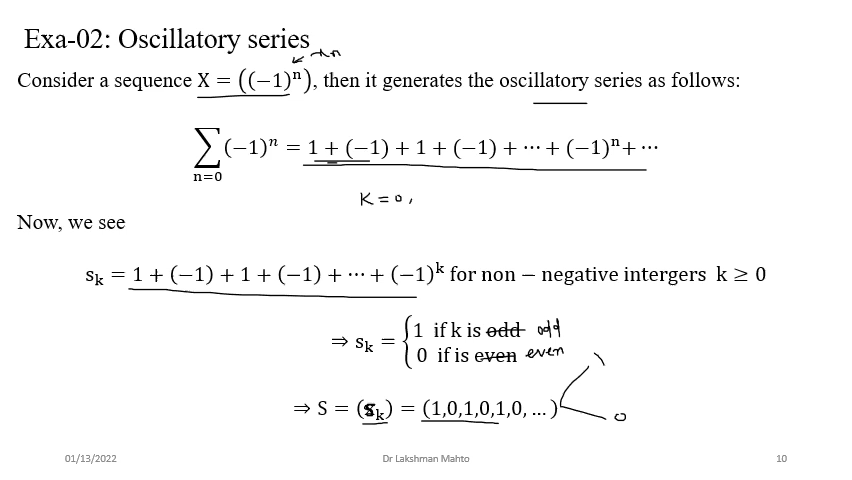 Exa-02: Oscillatory series
Consider a sequence X = ((−1)ⁿ), then it generates the oscillatory series as follows:
∑(−1)ⁿ = 1 + (−1) + 1 + (−1) + ⋯ + (−1)ⁿ+ ⋯
n=0
K = 0 ,
Now, we see
sₖ = 1 + (−1) + 1 + (−1) + ⋯ + (−1)ᵏ for non − negative intergers k ≥ 0
⇒ sₖ = {1 if k is odd odd
0 if is even even
⇒ S = (sₖ) = (1,0,1,0,1,0, … )
0
01/13/2022
Dr Lakshman Mahto
10